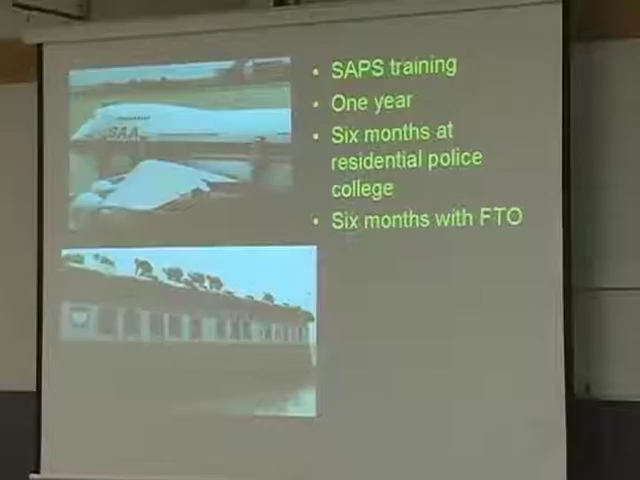 • SAPS training
• One year
• Six months at
residential police
college
• Six months with FTO
SAA